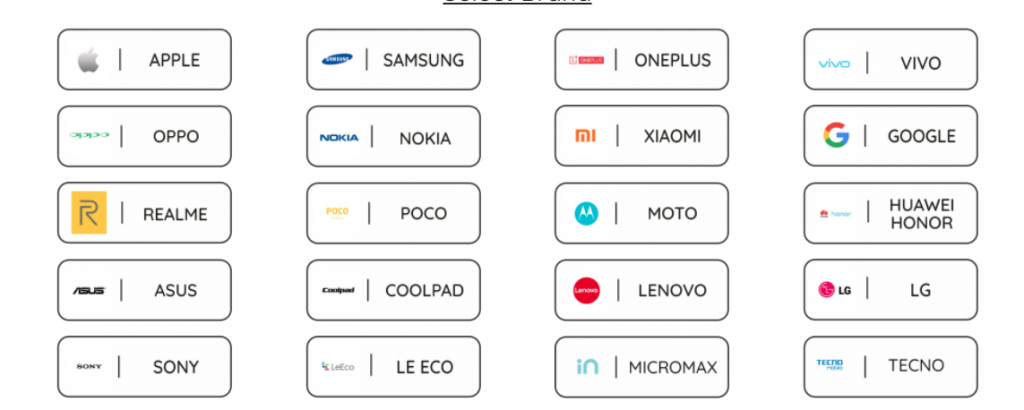 Select Brand
APPLE
SAMSUNG SAMSUNG
ONEPLUS ONEPLUS
vivo VIVO
oppo OPPO
NOKIA NOKIA
MI XIAOMI
G GOOGLE
R REALME
POCO POCO
MOTO
honor HUAWEI
HONOR
ASUS ASUS
Coolpad COOLPAD
Lenovo LENOVO
LG LG
SONY SONY
LeEco LE ECO
in MICROMAX
TECNO
mobile TECNO